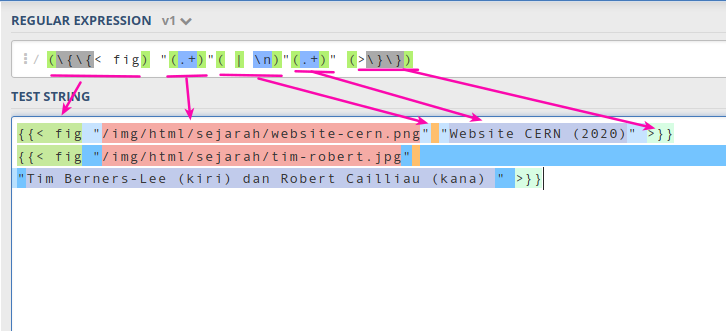 REGULAR EXPRESSION v1
/ (\{\{< fig) "(.+)"( | \n)"(.+)" (>\}\})
TEST STRING
{{< fig "/img/html/sejarah/website-cern.png" "Website CERN (2020)" >}}
{{< fig "/img/html/sejarah/tim-robert.jpg"
"Tim Berners-Lee (kiri) dan Robert Cailliau (kana) " >}}